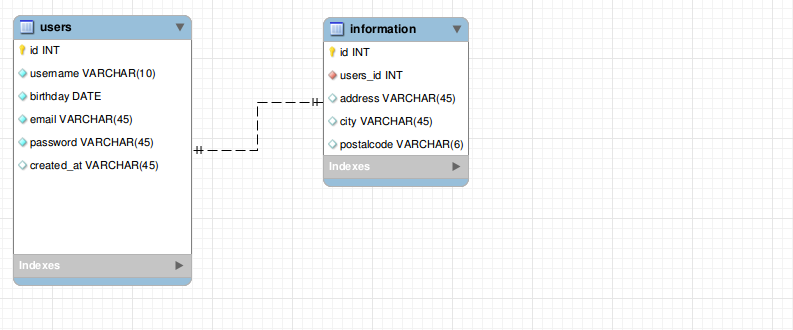 users
id INT
username VARCHAR(10)
birthday DATE
email VARCHAR(45)
password VARCHAR(45)
created_at VARCHAR(45)
Indexes
information
id INT
users_id INT
address VARCHAR(45)
city VARCHAR(45)
postalcode VARCHAR(6)
Indexes